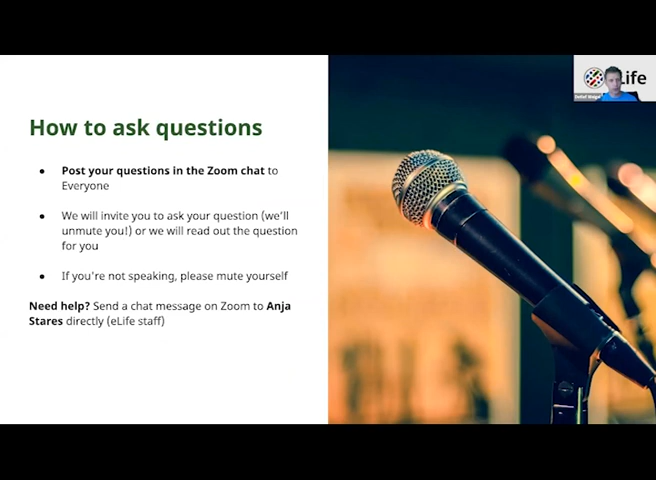 Life
How to ask questions
Post your questions in the Zoom chat to
Everyone
We will invite you to ask your question (we'll
unmute you!) or we will read out the question
for you
If you're not speaking, please mute yourself
Need help? Send a chat message on Zoom to Anja
Stares directly (eLife staff)